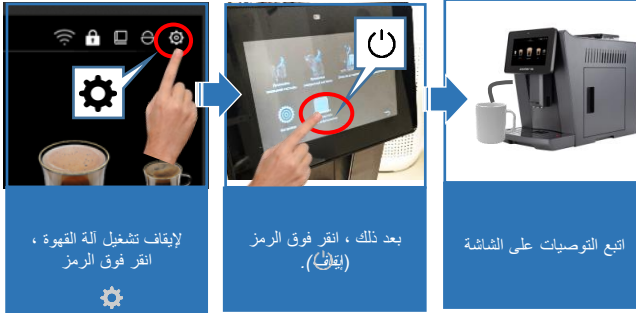 لإيقاف تشغيل آلة القهوة ،
انقر فوق الرمز
بعد ذلك ، انقر فوق الرمز
(إيقاف).
اتبع التوصيات على الشاشة